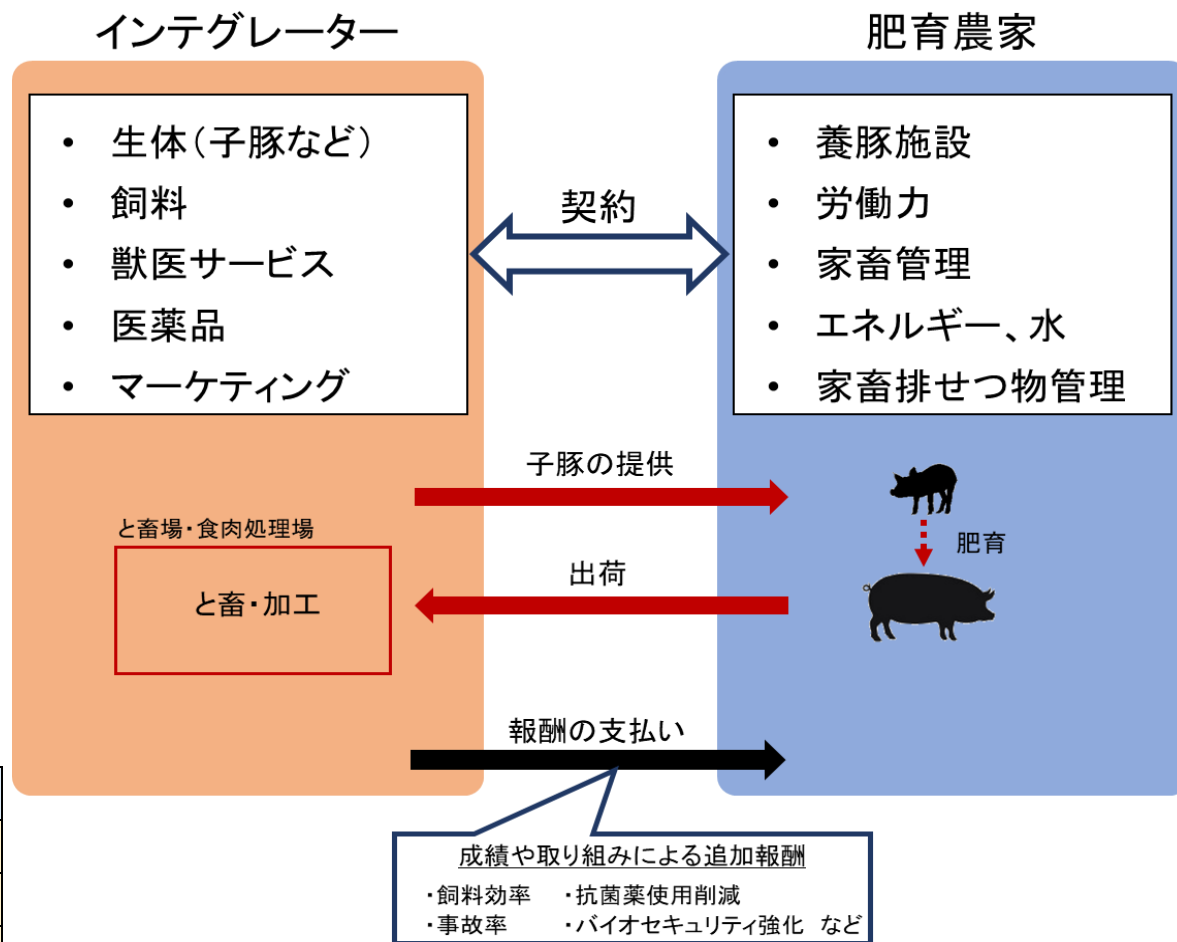 インテグレーター
肥育農家
• 生体（子豚など）
• 飼料
• 獣医サービス
• 医薬品
• マーケティング
契約
• 養豚施設
• 労働力
• 家畜管理
• エネルギー、水
• 家畜排せつ物管理
子豚の提供
と畜場・食肉処理場
と畜・加工
肥育
出荷
報酬の支払い
成績や取り組みによる追加報酬
・飼料効率 ・抗菌薬使用削減
・事故率 ・バイオセキュリティ強化 など